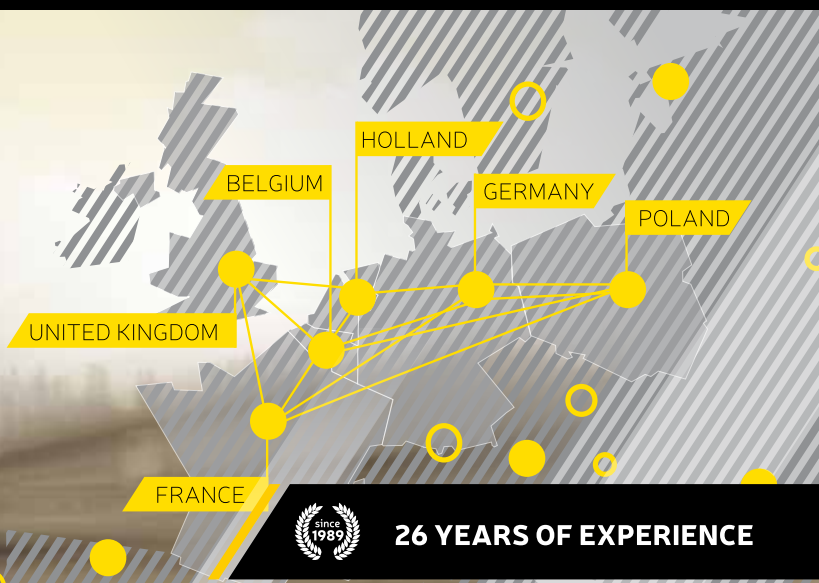 HOLLAND
BELGIUM
GERMANY
POLAND
UNITED KINGDOM
FRANCE
since
1989
26 YEARS OF EXPERIENCE